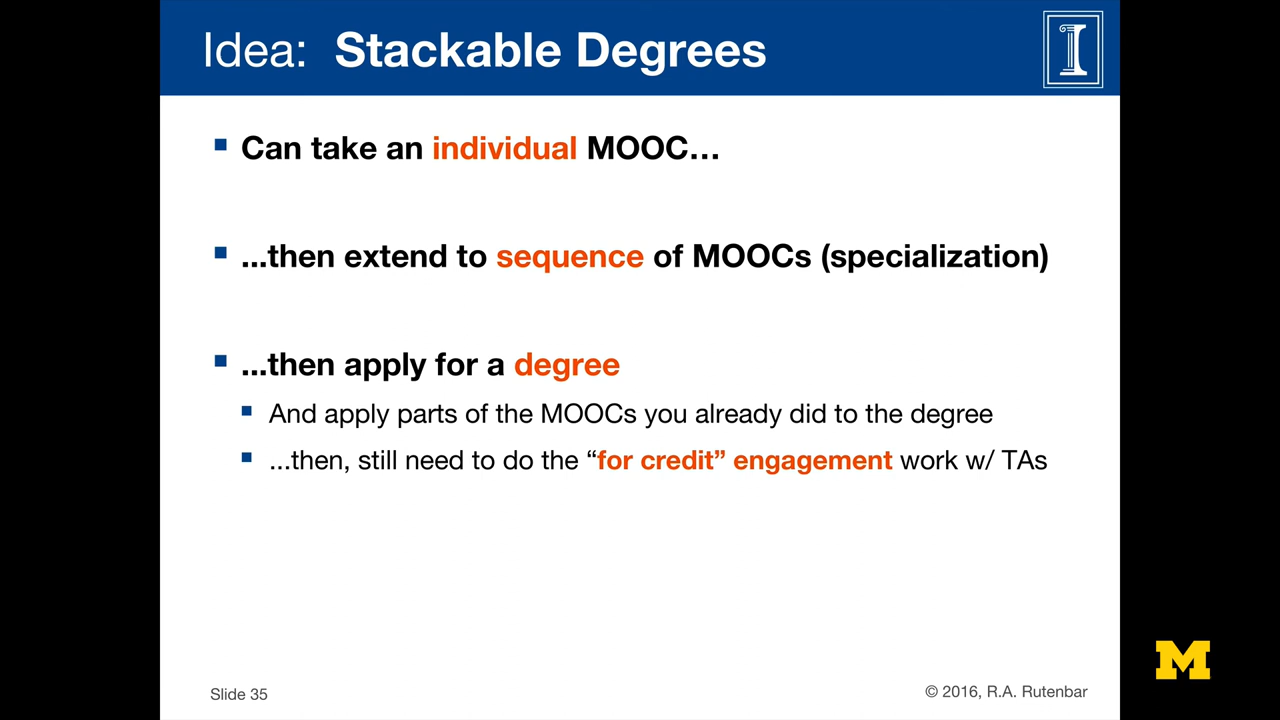 Idea: Stackable Degrees
Can take an individual MOOC...
...then extend to sequence of MOOCs (specialization)
...then apply for a degree
And apply parts of the MOOCs you already did to the degree
...then, still need to do the “for credit” engagement work w/ TAs
Slide 35
© 2016, R.A. Rutenbar
M